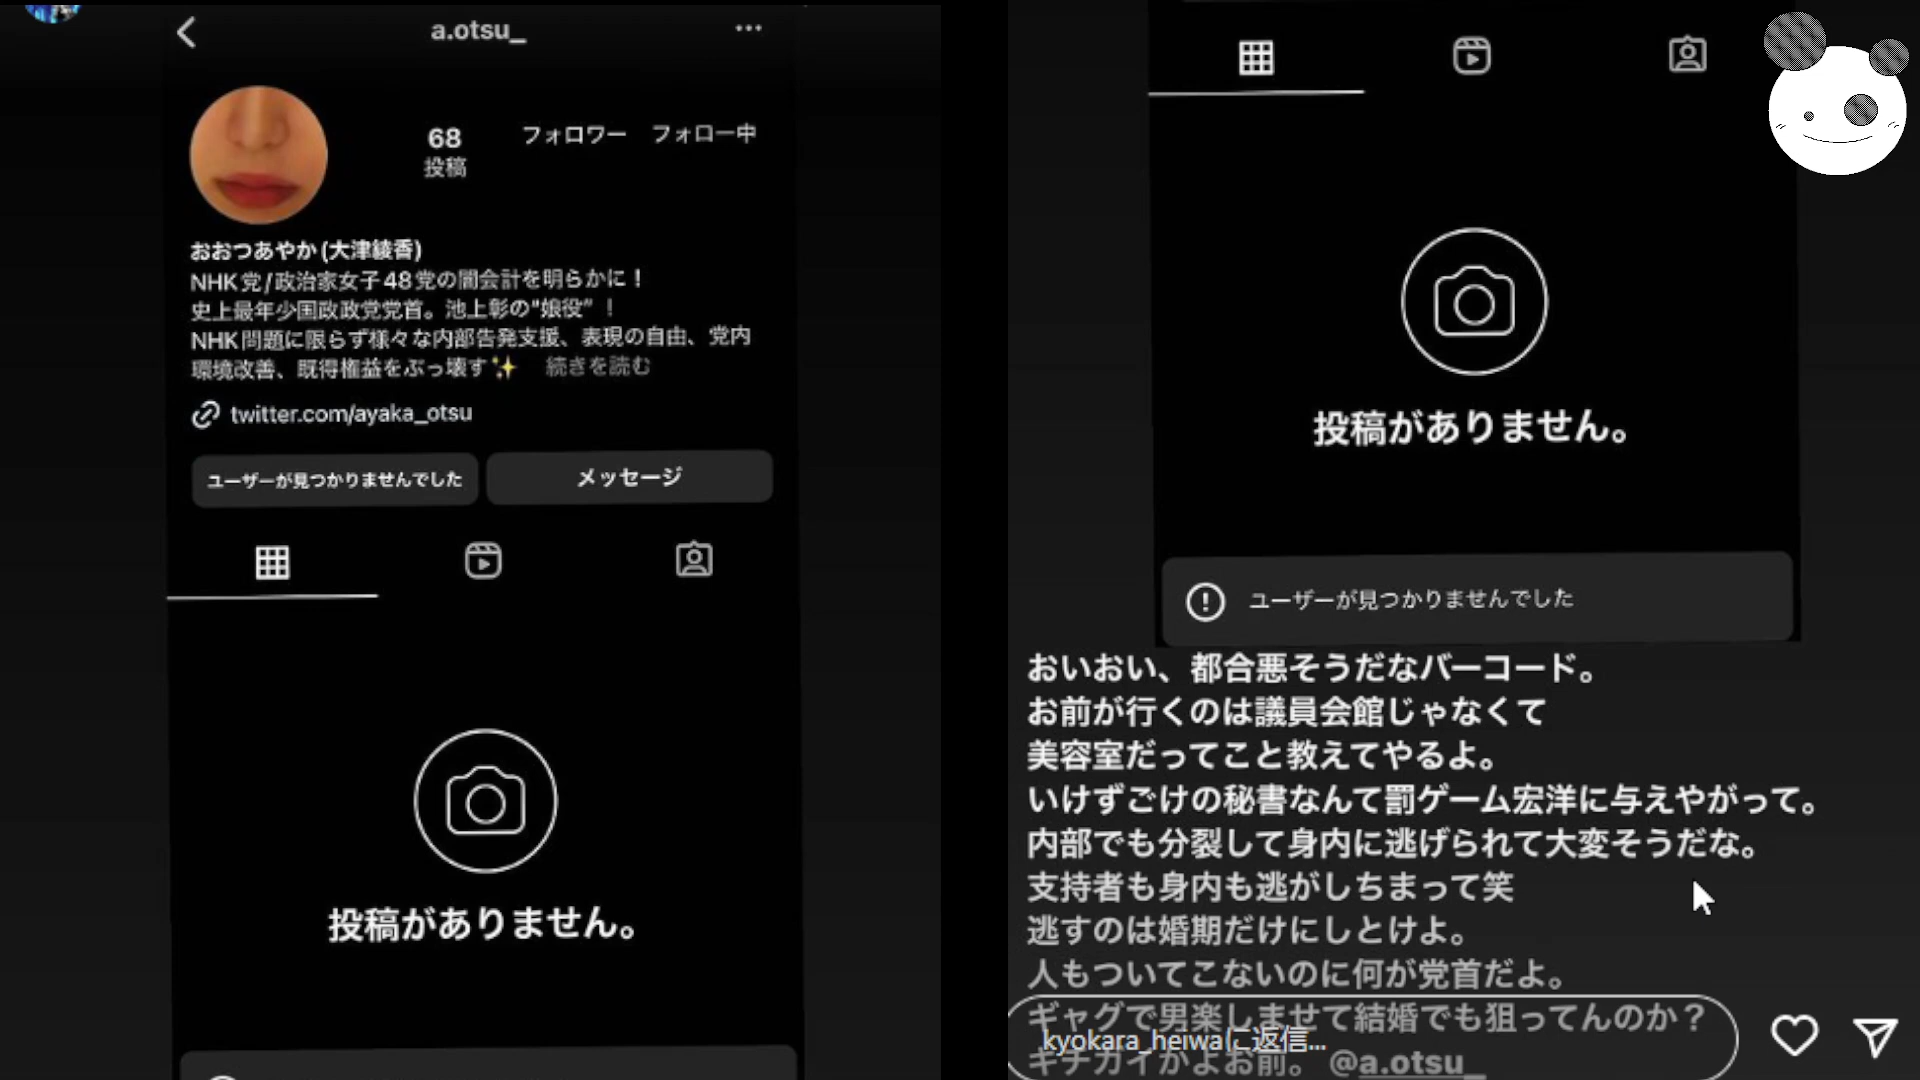 a.otsu_
68
投稿
フォロワー
フォロー中
おおつあやか(大津綾香)
NHK党/政治家女子48党の闇会計を明らかに！
史上最年少国政政党党首。池上彰の"娘役"！
NHK問題に限らず様々な内部告発支援、表現の自由、党内
環境改善、既得権益をぶっ壊す✨ 続きを読む
twitter.com/ayaka_otsu
ユーザーが見つかりませんでした
メッセージ
投稿がありません。
投稿がありません。
ユーザーが見つかりませんでした
おいおい、都合悪そうだなバーコード。
お前が行くのは議員会館じゃなくて
美容室だってこと教えてやるよ。
いけずごけの秘書なんて罰ゲーム宏洋に与えやがって。
内部でも分裂して身内に逃げられて大変そうだな。
支持者も身内も逃がしちまって笑
逃すのは婚期だけにしとけよ。
人もついてこないのに何が党首だよ。
ギャグで男楽しませて結婚でも狙ってんのか？
kyokara_heiwaに返信...
キチガイかよお前。 @a.otsu_